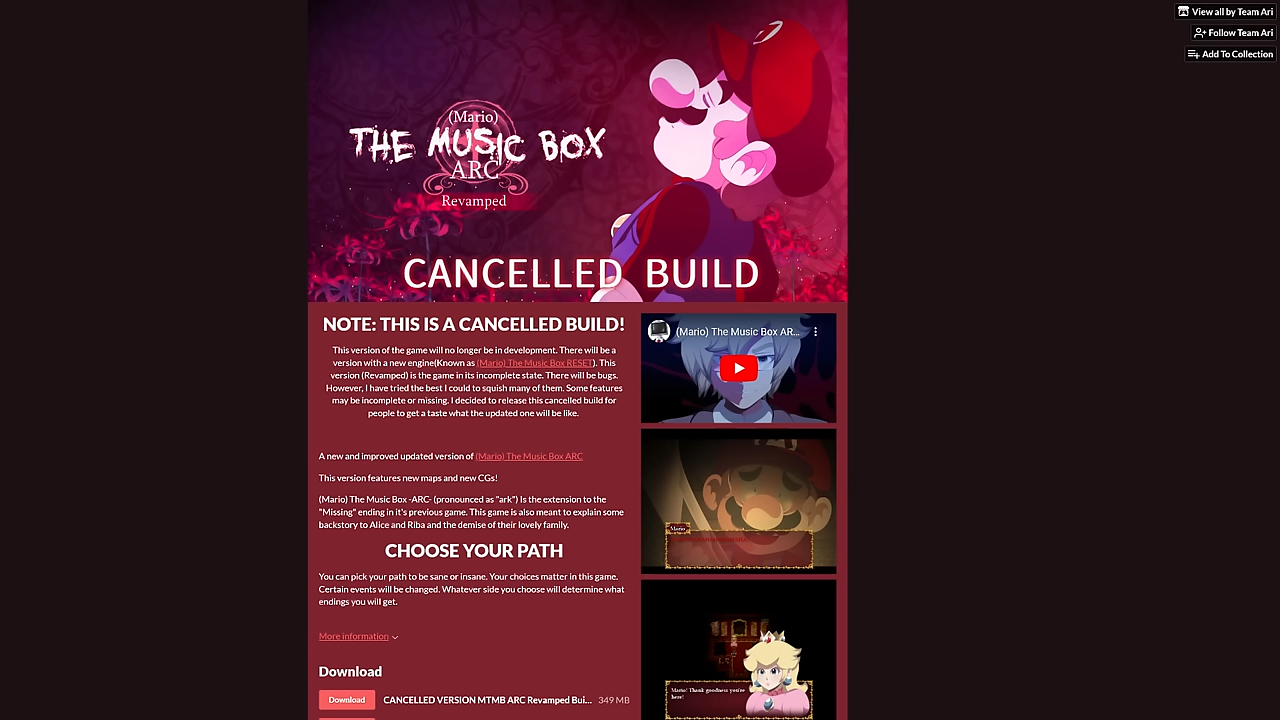 View all by Team Ari
Follow Team Ari
Add To Collection
(Mario)
THE MUSIC BOX
ARC
Revamped
CANCELLED BUILD
NOTE: THIS IS A CANCELLED BUILD!
This version of the game will no longer be in development. There will be a
version with a new engine(Known as (Mario) The Music Box RESET). This
version (Revamped) is the game in its incomplete state. There will be bugs.
However, I have tried the best I could to squish many of them. Some features
may be incomplete or missing. I decided to release this cancelled build for
people to get a taste what the updated one will be like.
A new and improved updated version of (Mario) The Music Box ARC
This version features new maps and new CGs!
(Mario) The Music Box -ARC- (pronounced as "ark") Is the extension to the
"Missing" ending in it's previous game. This game is also meant to explain some
backstory to Alice and Riba and the demise of their lovely family.
CHOOSE YOUR PATH
You can pick your path to be sane or insane. Your choices matter in this game.
Certain events will be changed. Whatever side you choose will determine what
endings you will get.
More information
Download
Download CANCELLED VERSION MTMB ARC Revamped Bui... 349 MB
(Mario) The Music Box AR...
Mario
Mario! Thank goodness you're
here!